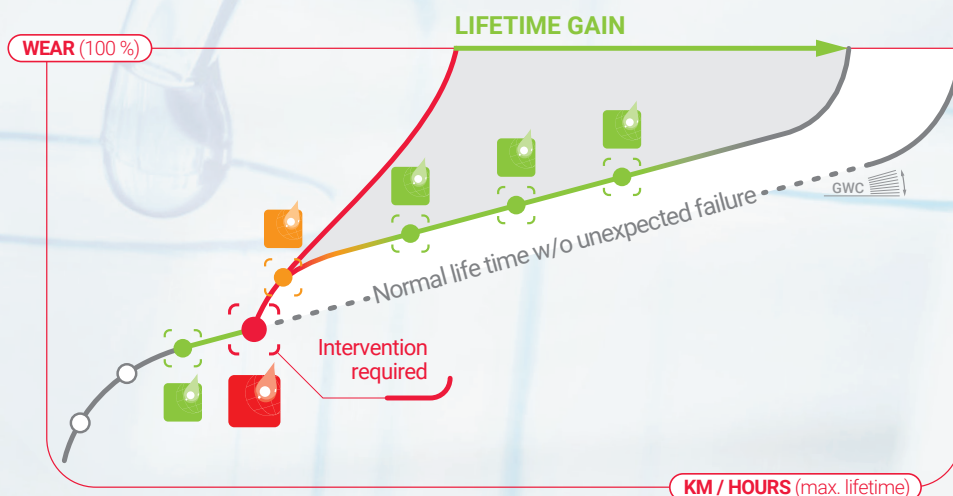 LIFETIME GAIN
WEAR (100 %)
GWC
Normal life time w/o unexpected failure
Intervention
required
KM / HOURS (max. lifetime)